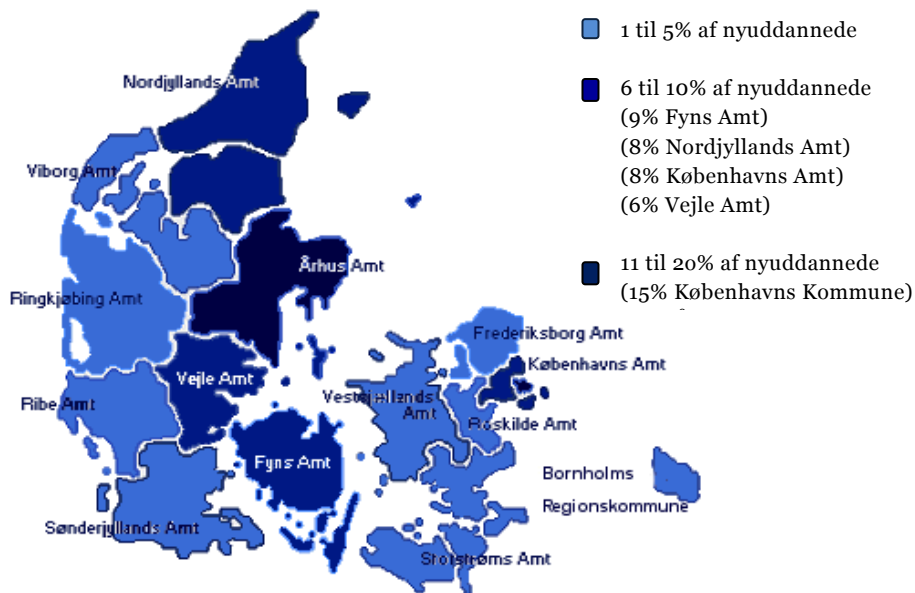 1 til 5% af nyuddannede
6 til 10% af nyuddannede
(9% Fyns Amt)
(8% Nordjyllands Amt)
(8% Københavns Amt)
(6% Vejle Amt)
11 til 20% af nyuddannede
(15% Københavns Kommune)
Nordjyllands Amt
Viborg Amt
Århus Amt
Ringkjøbing Amt
Frederiksborg Amt
Københavns Amt
Vejle Amt
Vestsjællands
Amt
Ribe Amt
Roskilde Amt
Fyns Amt
Bornholms
Regionskommune
Sønderjyllands Amt
Storstrøms Amt